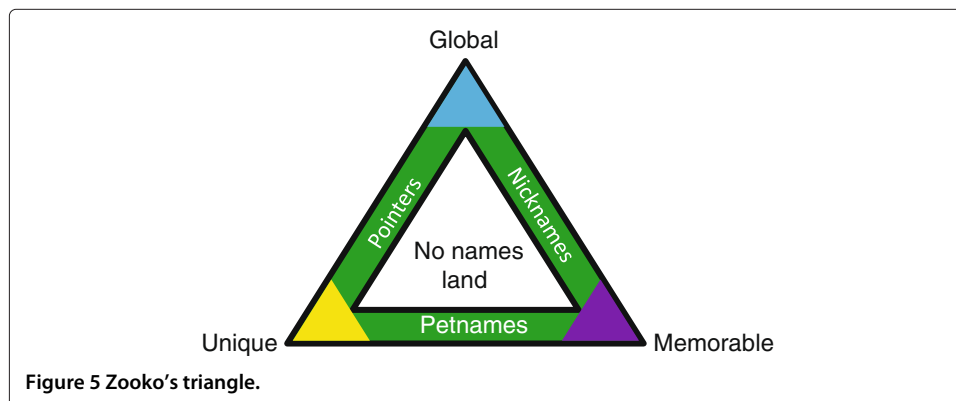 Global
Pointers
Nicknames
No names
land
Petnames
Unique
Memorable
Figure 5 Zooko’s triangle.